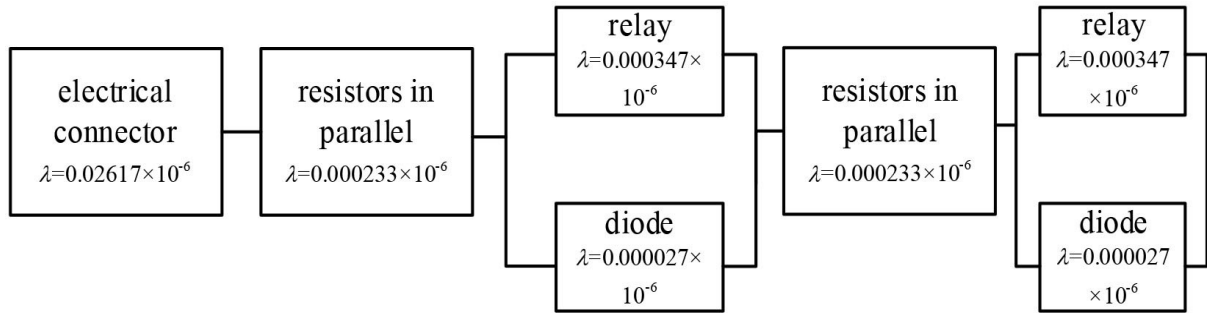 electrical
connector
λ=0.02617×10⁻⁶
resistors in
parallel
λ=0.000233×10⁻⁶
relay
λ=0.000347×
10⁻⁶
diode
λ=0.000027×
10⁻⁶
resistors in
parallel
λ=0.000233×10⁻⁶
relay
λ=0.000347
×10⁻⁶
diode
λ=0.000027
×10⁻⁶